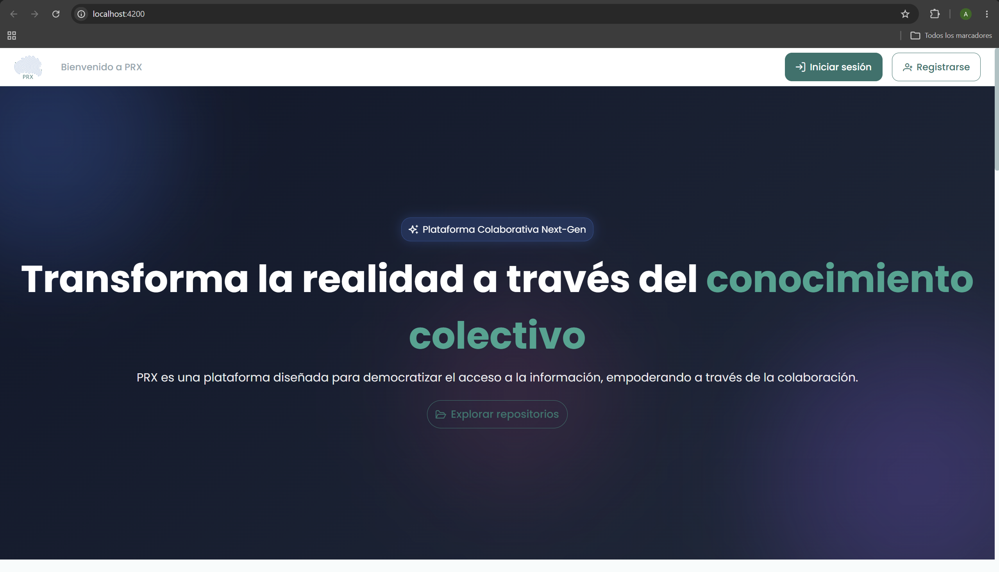 localhost:4200
A
Todos los marcadores
PRX
Bienvenido a PRX
Iniciar sesión
Registrarse
Plataforma Colaborativa Next-Gen
Transforma la realidad a través del conocimiento
colectivo
PRX es una plataforma diseñada para democratizar el acceso a la información, empoderando a través de la colaboración.
Explorar repositorios